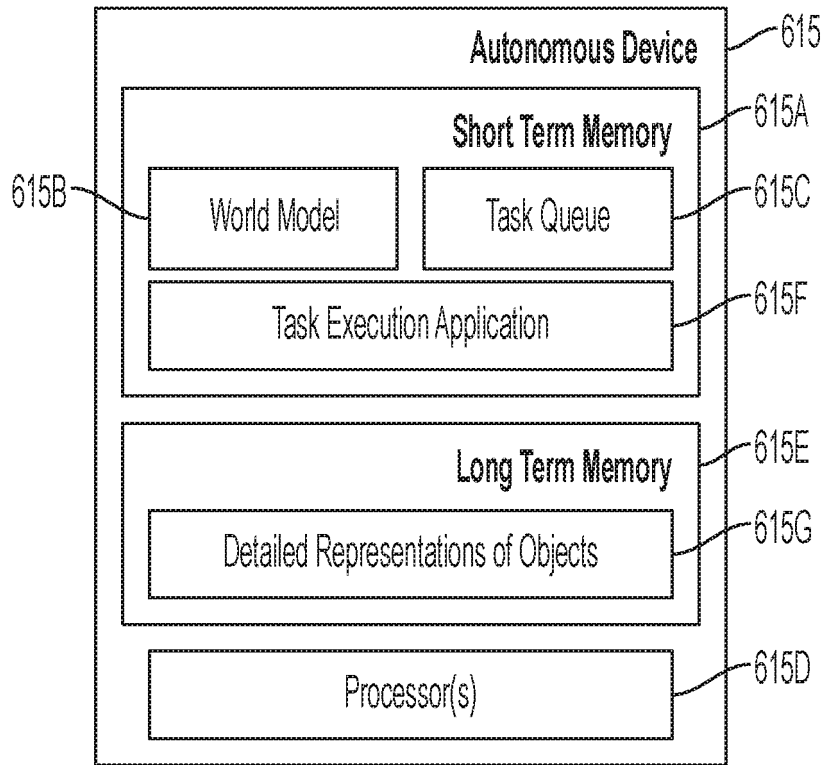 Autonomous Device
615
Short Term Memory
615A
615B
World Model
Task Queue
615C
Task Execution Application
615F
Long Term Memory
615E
Detailed Representations of Objects
615G
Processor(s)
615D